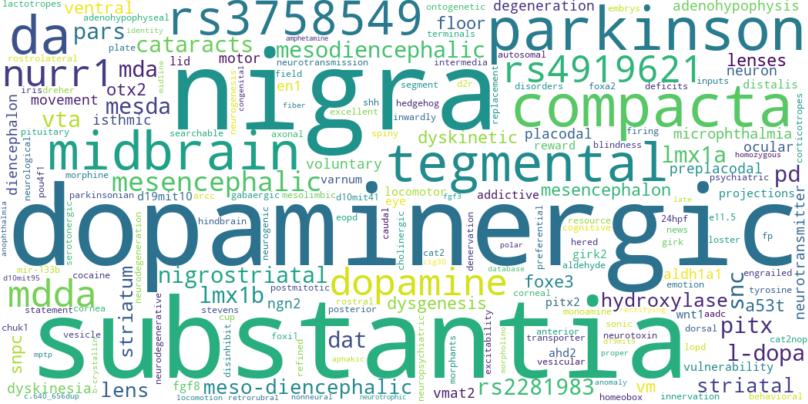 lactotropes ventral rs3758549 ontogenetic degeneration embrys adenohypophysis
adenohypophyseal terminals floor parkinson
da pars plate identity cataracts amphetamine mesodiencephalic
rostrolateral lid motor neurotransmission intermedia autosomal rs4919621 lenses
nurr1 mda midline nigra field segment d2r disorders foxa2 deficits neuron inputs
irisdreher otx2 en1 shh hedgehog replacement compacta distalis
movement mesda neurogenesis congenital fiber excellent inwardly corticotropes
diencephalon vta isthmic searchable axonal spiny dyskinetic placodal firing microphthalmia
pituitary midbrain voluntary reward blindness homozygous ocular
neurological pou4f1 morphine varnum tegmental lmx1a preplacodal psychiatric pd
parkinsonian mesencephalic locomotor addictive mesencephalon projections
arcc gabaergic mesolimbic eye fgf3 late
anophthalmia serotonergic d19mit10 d10mit41 dopaminergic neurotransmitter
hindbrain neurogenic eopd cholinergic caudal denervation preferential resource cognitive 24hpf e11.5
neurodegeneration cat2 polar hered news girk loster fp
mir-133b nigrostriatal zig30 database girk2 aldh1a1 engrailed
d10mit95 cocaine postmitotic dopamine foxe3 aldehyde emotion snc tyrosine
mdda statement cornea striatum lmx1b rostral dysgenesis corneal pitx2 hydroxylase a53t
chuk1 vesicle ngn2 posterior monoamine rectifying wnt1 aadc pitx
neurodegenerative stevens dat substantia anterior sonic dorsal cat2nop
snpc mptp cup disinhibit foxil refined neuropsychiatric morphants excitability transporter neurotoxin d19mit9 l-dopa
b-crystallin aphakic morpholino ahd2 vesicular lopd proper vulnerability
dyskinesia lens fgf8 meso-diencephalic vmat2 rs2281983 anomaly vm striatal
c.640_656dup locomotion retrorubral nonneural neurotrophic homeobox innervation behavioral